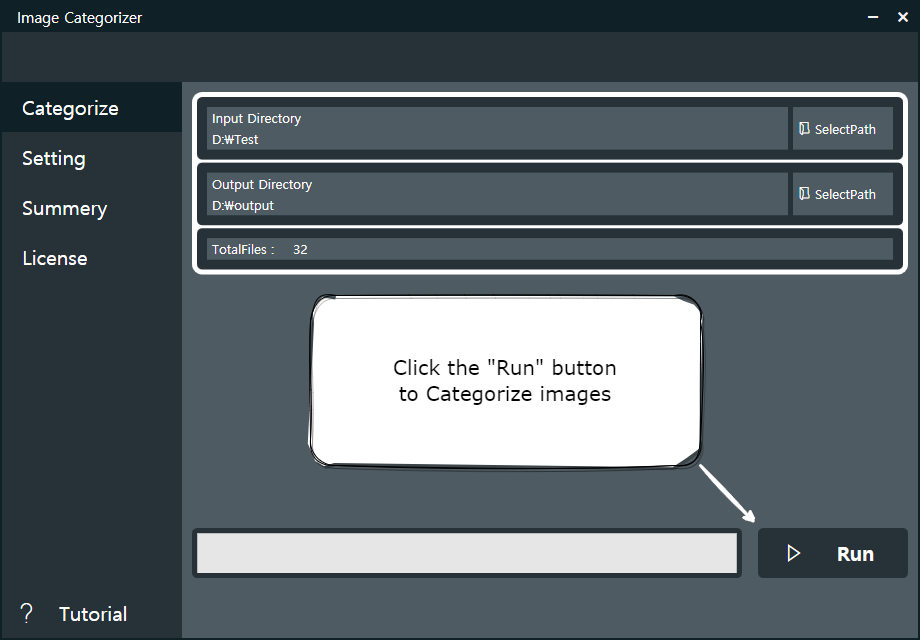 Image Categorizer
Categorize
Setting
Summery
License
Input Directory
D:₩Test
SelectPath
Output Directory
D:₩output
SelectPath
TotalFiles : 32
Click the "Run" button
to Categorize images
Run
? Tutorial